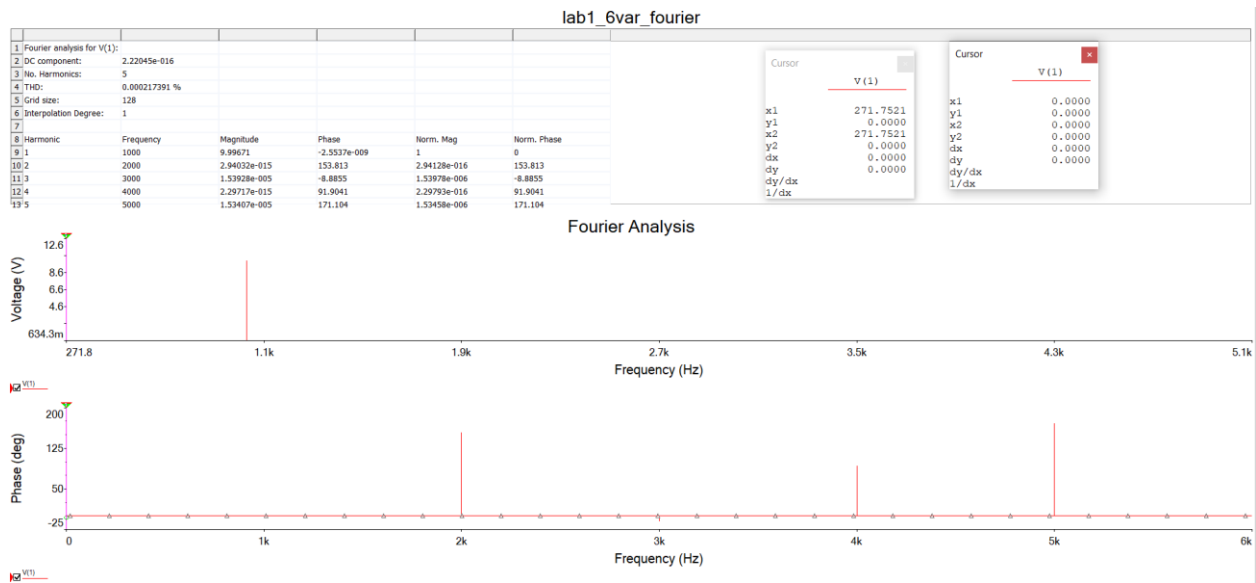 lab1_6var_fourier
1 Fourier analysis for V(1):
2 DC component: 2.22045e-016
3 No. Harmonics: 5
4 THD: 0.000217391 %
5 Grid size: 128
6 Interpolation Degree: 1
7
8 Harmonic Frequency Magnitude Phase Norm. Mag Norm. Phase
9 1 1000 9.99671 -2.5537e-009 1 0
10 2 2000 2.94032e-015 153.813 2.94128e-016 153.813
11 3 3000 1.53928e-005 -8.8855 1.53978e-006 -8.8855
12 4 4000 2.29717e-015 91.9041 2.29793e-016 91.9041
13 5 5000 1.53407e-005 171.104 1.53458e-006 171.104
Cursor
V(1)
x1 271.7521
y1 0.0000
x2 271.7521
y2 0.0000
dx 0.0000
dy 0.0000
dy/dx
1/dx
Cursor
V(1)
x1 0.0000
y1 0.0000
x2 0.0000
y2 0.0000
dx 0.0000
dy 0.0000
dy/dx
1/dx
Fourier Analysis
Voltage (V)
12.6
8.6
6.6
4.6
634.3m
271.8 1.1k 1.9k 2.7k 3.5k 4.3k 5.1k
Frequency (Hz)
V(1)
Phase (deg)
200
125
50
-25
0 1k 2k 3k 4k 5k 6k
Frequency (Hz)
V(1)